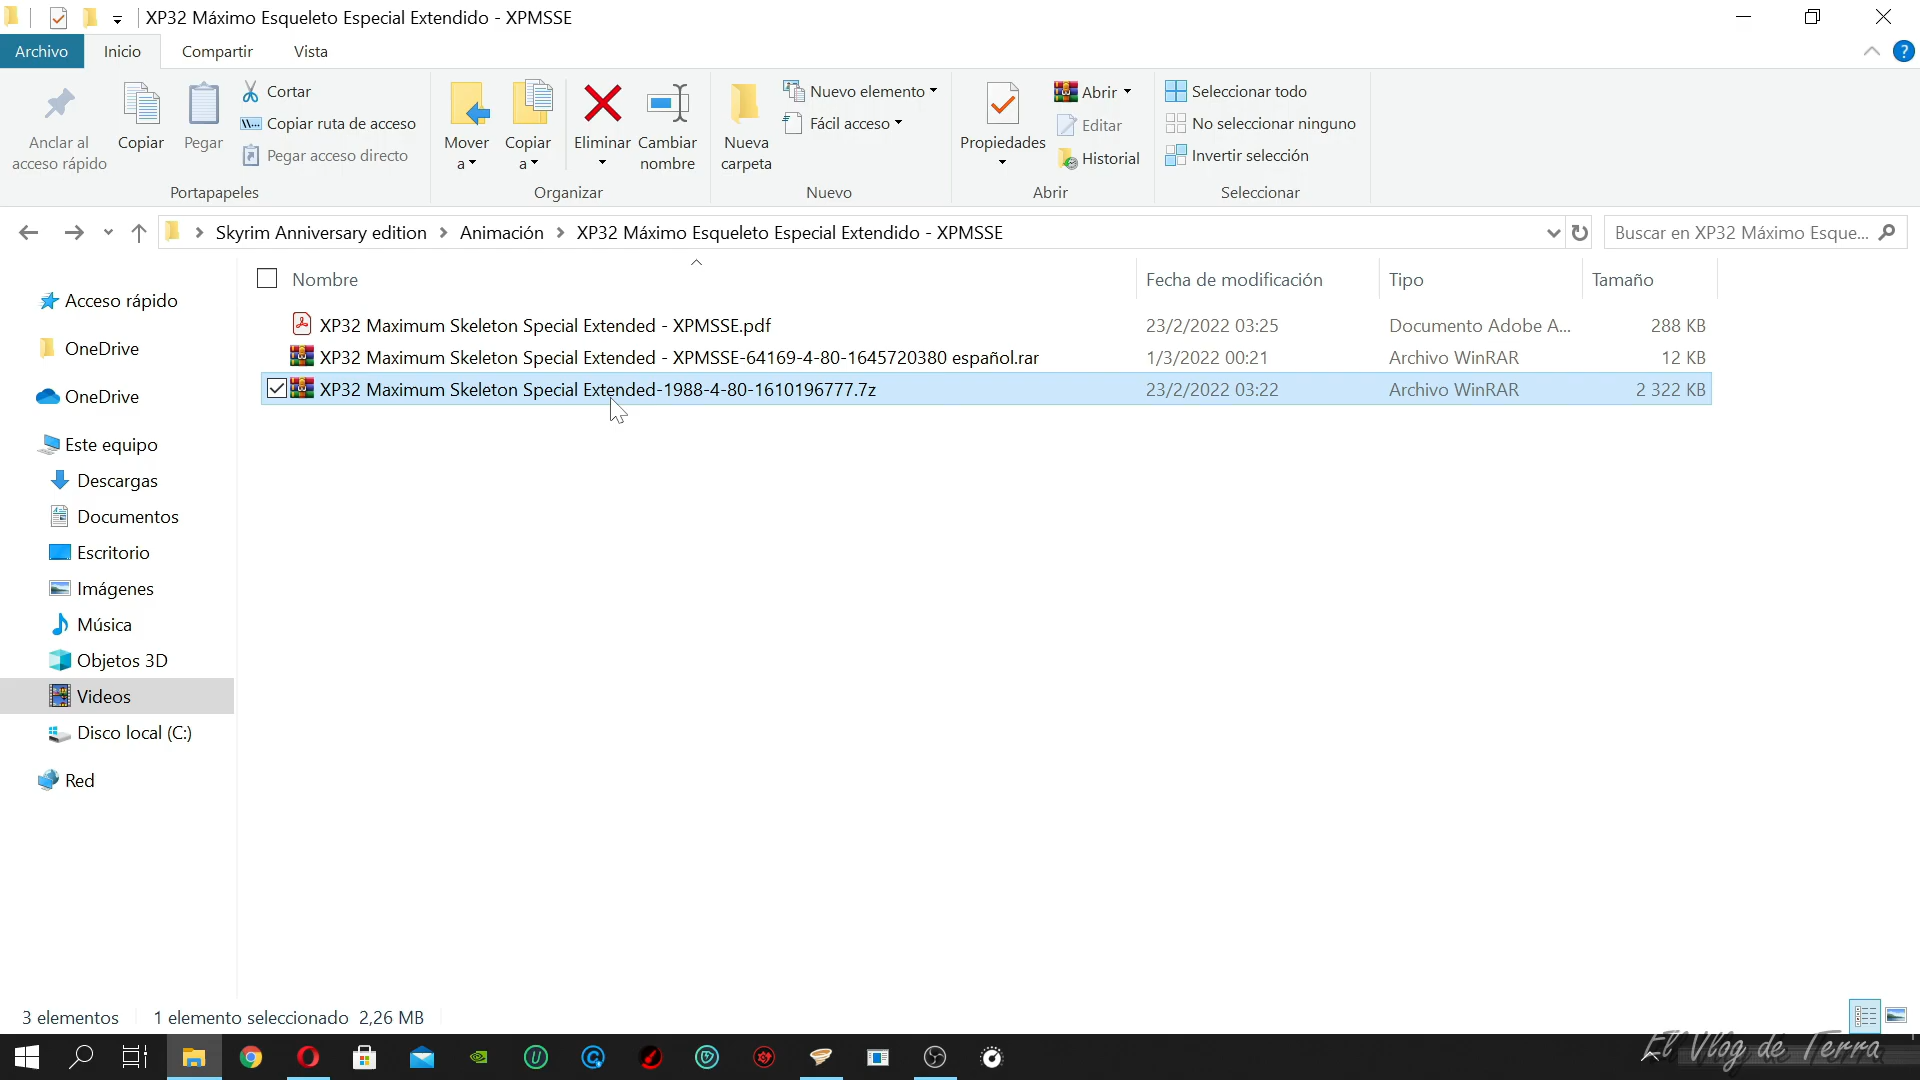 XP32 Máximo Esqueleto Especial Extendido - XPMSSE
Archivo
Inicio
Compartir
Vista
Anclar al
acceso rápido
Copiar
Pegar
Cortar
Copiar ruta de acceso
Pegar acceso directo
Portapapeles
Mover
a
Copiar
a
Eliminar
Cambiar
nombre
Organizar
Nueva
carpeta
Nuevo elemento
Fácil acceso
Nuevo
Propiedades
Abrir
Editar
Historial
Abrir
Seleccionar todo
No seleccionar ninguno
Invertir selección
Seleccionar
Skyrim Anniversary edition > Animación > XP32 Máximo Esqueleto Especial Extendido - XPMSSE
Buscar en XP32 Máximo Esque...
Nombre
Fecha de modificación
Tipo
Tamaño
XP32 Maximum Skeleton Special Extended - XPMSSE.pdf 23/2/2022 03:25 Documento Adobe A... 288 KB
XP32 Maximum Skeleton Special Extended - XPMSSE-64169-4-80-1645720380 español.rar 1/3/2022 00:21 Archivo WinRAR 12 KB
XP32 Maximum Skeleton Special Extended-1988-4-80-1610196777.7z 23/2/2022 03:22 Archivo WinRAR 2 322 KB
Acceso rápido
OneDrive
OneDrive
Este equipo
Descargas
Documentos
Escritorio
Imágenes
Música
Objetos 3D
Videos
Disco local (C:)
Red
3 elementos
1 elemento seleccionado 2,26 MB
El Vlog de Terra